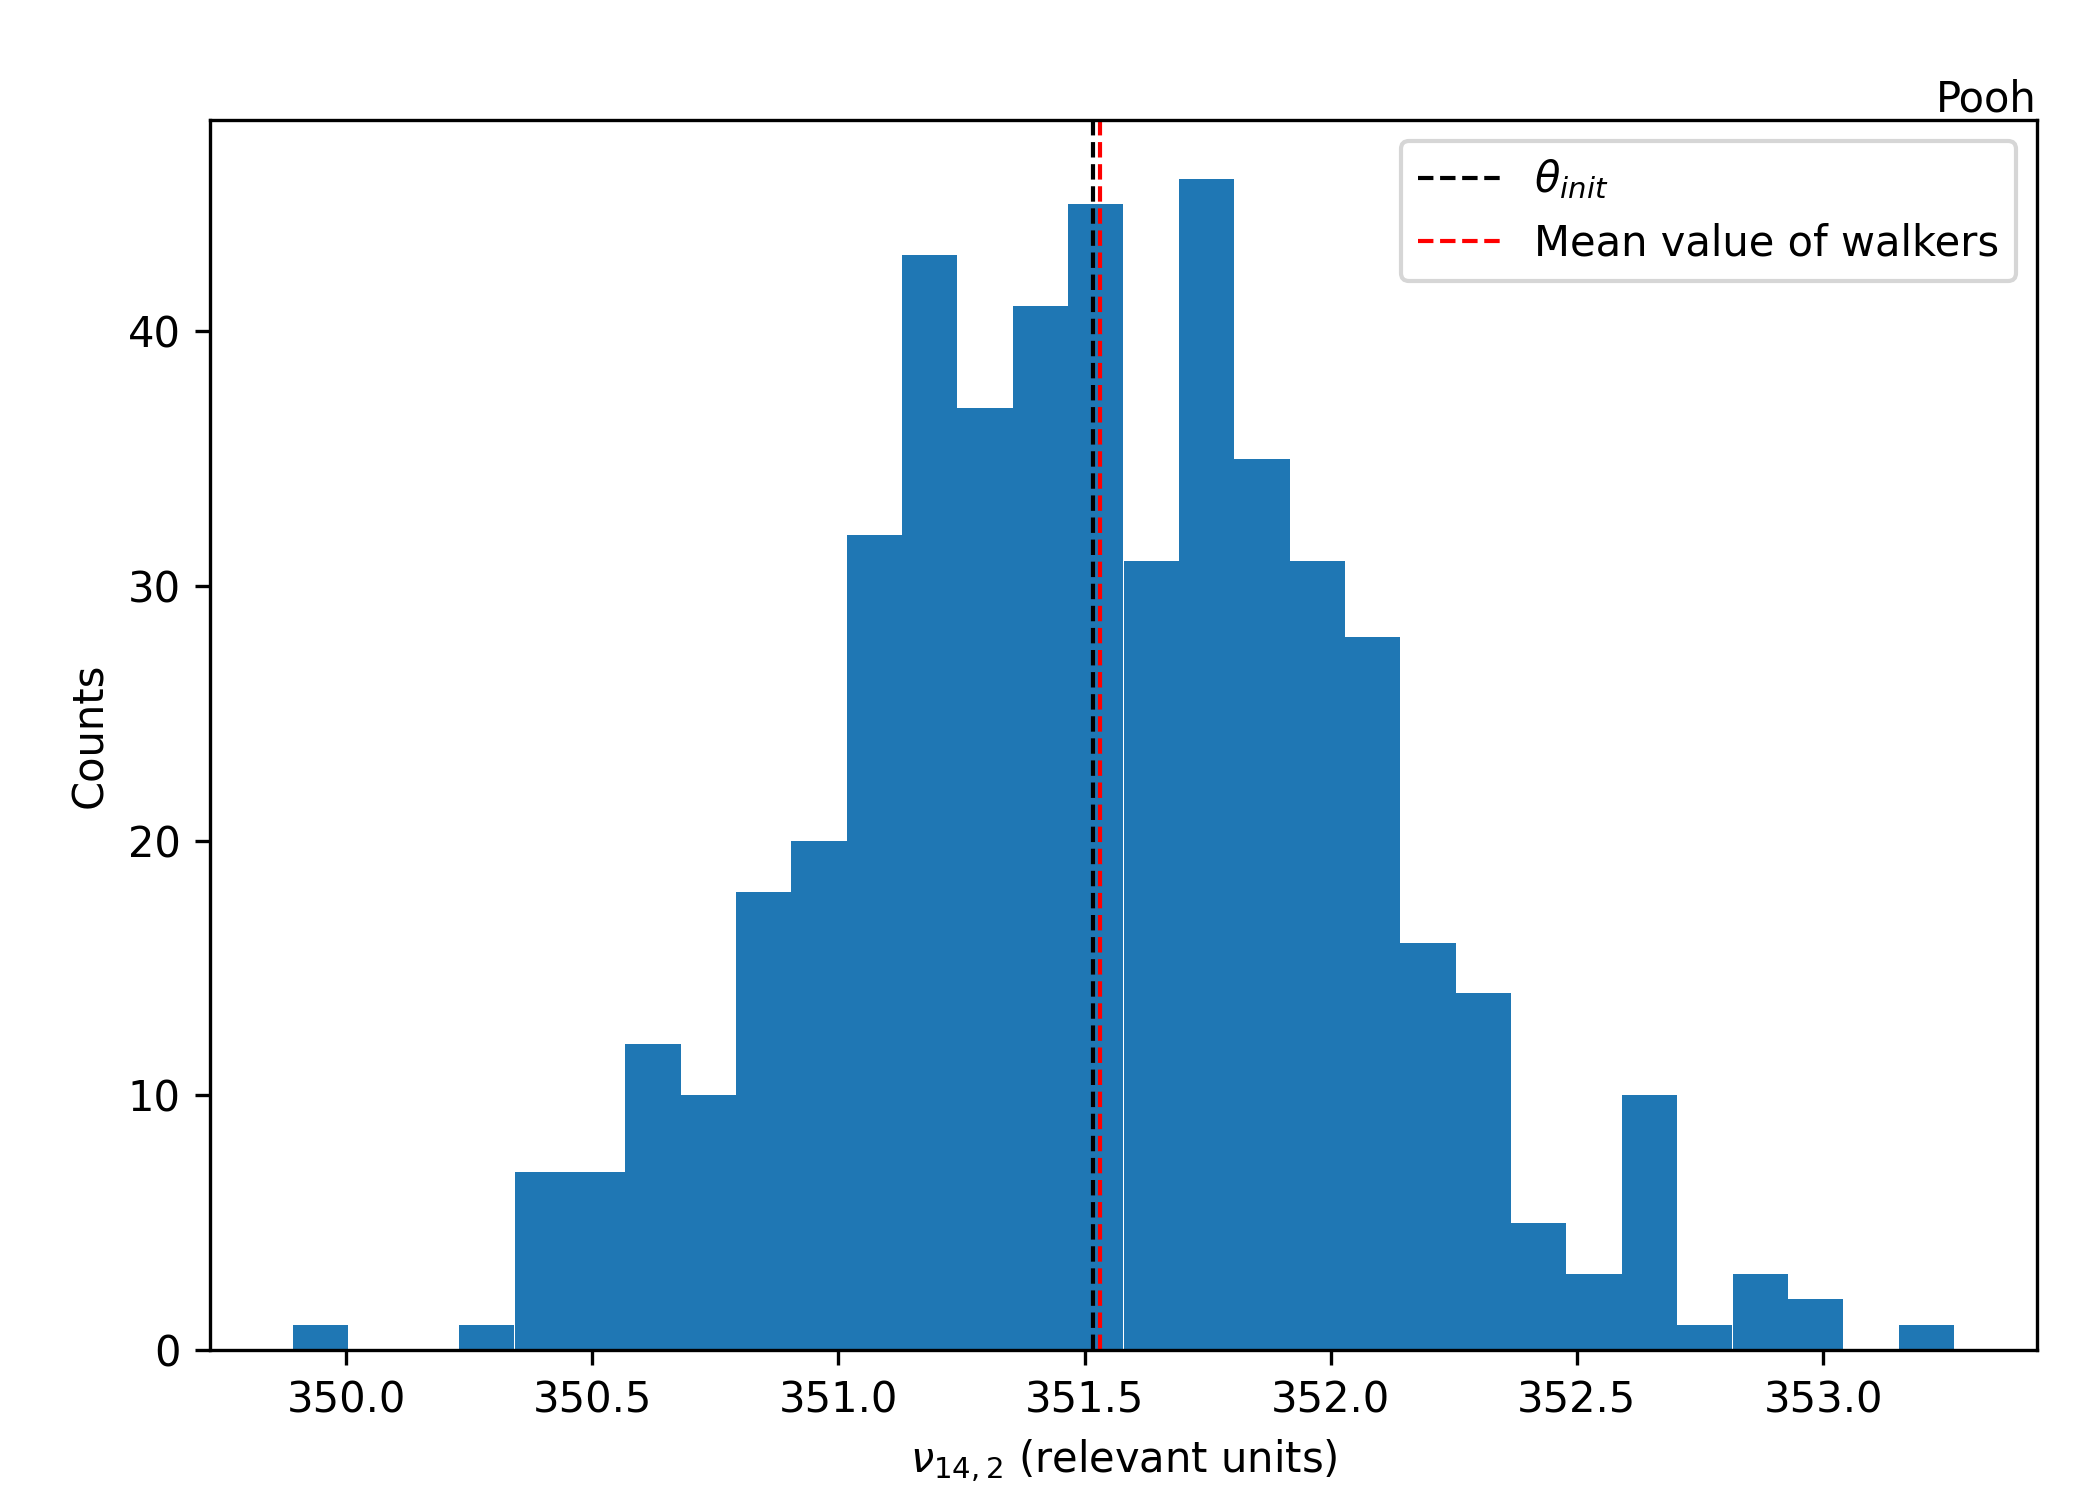 Pooh
θinit
Mean value of walkers
40
30
20
10
0
Counts
350.0 350.5 351.0 351.5 352.0 352.5 353.0
ν14, 2 (relevant units)